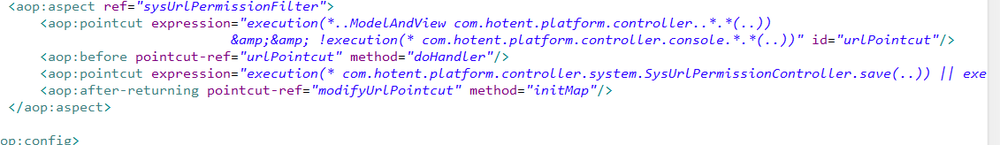 <aop:aspect ref="sysUrlPermissionFilter">
<aop:pointcut expression="execution(*..ModelAndView com.hotent.platform.controller..*.*(..))
&amp;&amp; !execution(* com.hotent.platform.controller.console.*.*(..))" id="urlPointcut"/>
<aop:before pointcut-ref="urlPointcut" method="doHandler"/>
<aop:pointcut expression="execution(* com.hotent.platform.controller.system.SysUrlPermissionController.save(..)) || exe
<aop:after-returning pointcut-ref="modifyUrlPointcut" method="initMap"/>
</aop:aspect>
op:config>